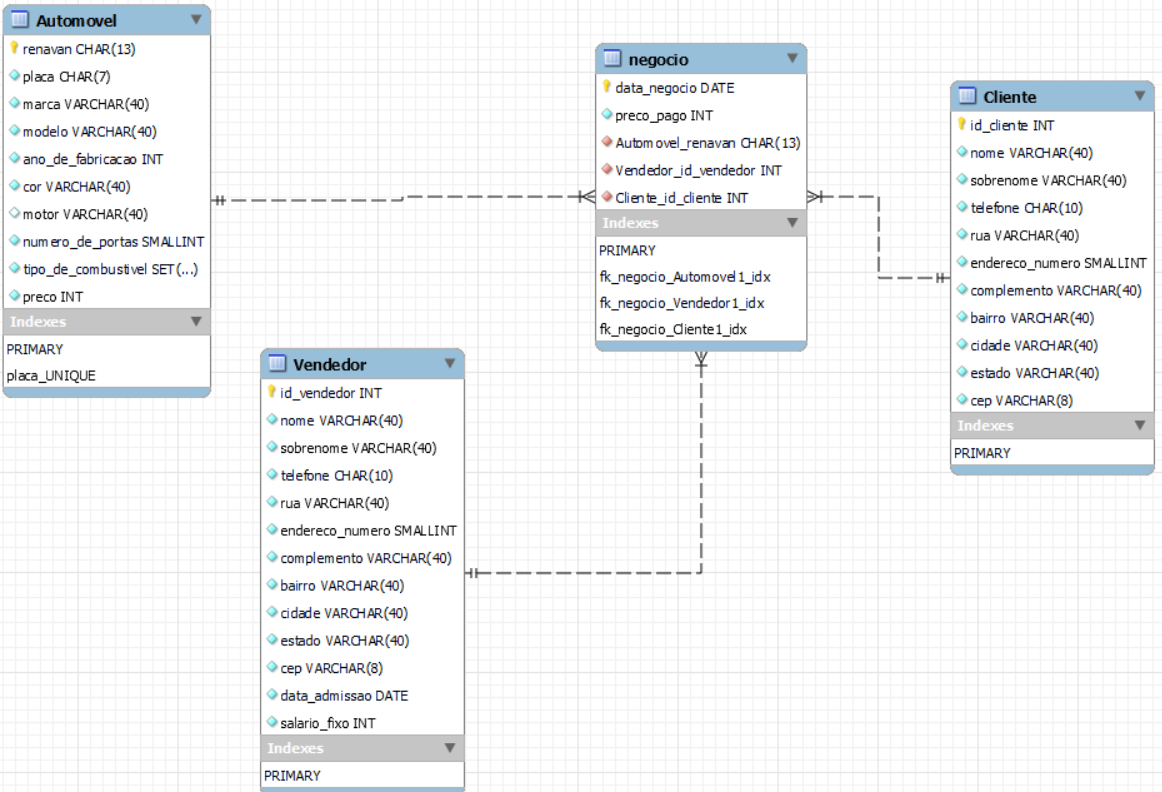 Automovel
renavan CHAR(13)
placa CHAR(7)
marca VARCHAR(40)
modelo VARCHAR(40)
ano_de_fabricacao INT
cor VARCHAR(40)
motor VARCHAR(40)
numero_de_portas SMALLINT
tipo_de_combustivel SET(...)
preco INT
Indexes
PRIMARY
placa_UNIQUE
Vendedor
id_vendedor INT
nome VARCHAR(40)
sobrenome VARCHAR(40)
telefone CHAR(10)
rua VARCHAR(40)
endereco_numero SMALLINT
complemento VARCHAR(40)
bairro VARCHAR(40)
cidade VARCHAR(40)
estado VARCHAR(40)
cep VARCHAR(8)
data_admissao DATE
salario_fixo INT
Indexes
PRIMARY
negocio
data_negocio DATE
preco_pago INT
Automovel_renavan CHAR(13)
Vendedor_id_vendedor INT
Cliente_id_cliente INT
Indexes
PRIMARY
fk_negocio_Automovel1_idx
fk_negocio_Vendedor1_idx
fk_negocio_Cliente1_idx
Cliente
id_cliente INT
nome VARCHAR(40)
sobrenome VARCHAR(40)
telefone CHAR(10)
rua VARCHAR(40)
endereco_numero SMALLINT
complemento VARCHAR(40)
bairro VARCHAR(40)
cidade VARCHAR(40)
estado VARCHAR(40)
cep VARCHAR(8)
Indexes
PRIMARY